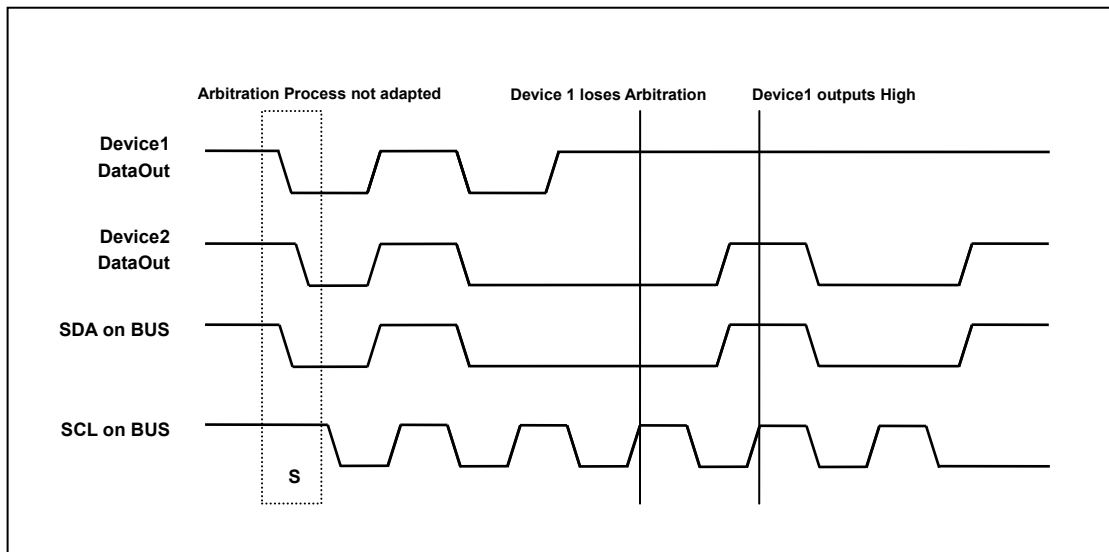 Arbitration Process not adapted
Device 1 loses Arbitration
Device1 outputs High
Device1
DataOut
Device2
DataOut
SDA on BUS
SCL on BUS
S